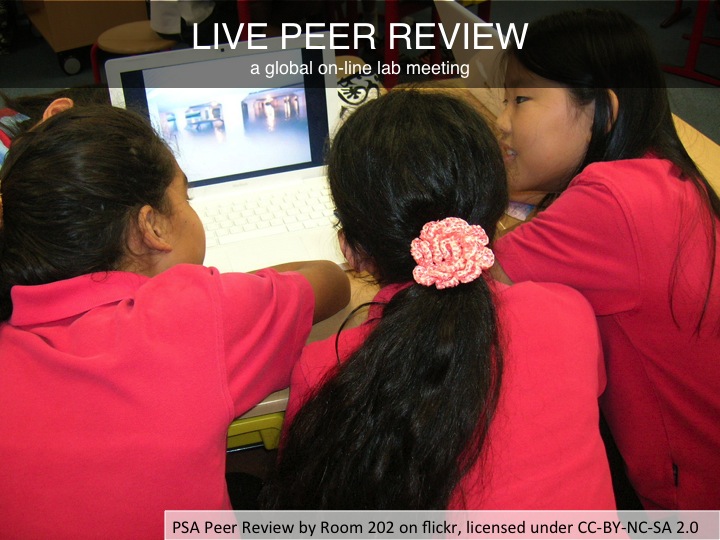 LIVE PEER REVIEW
a global on-line lab meeting
PSA Peer Review by Room 202 on flickr, licensed under CC-BY-NC-SA 2.0